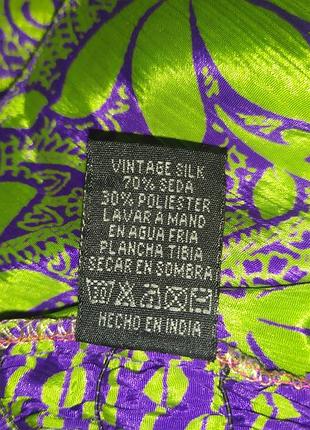 VINTAGE SILK
70% SEDA
30% POLIESTER
LAVAR A MANO
EN AGUA FRIA
PLANCHA TIBIA
SECAR EN SOMBRA
HECHO EN INDIA